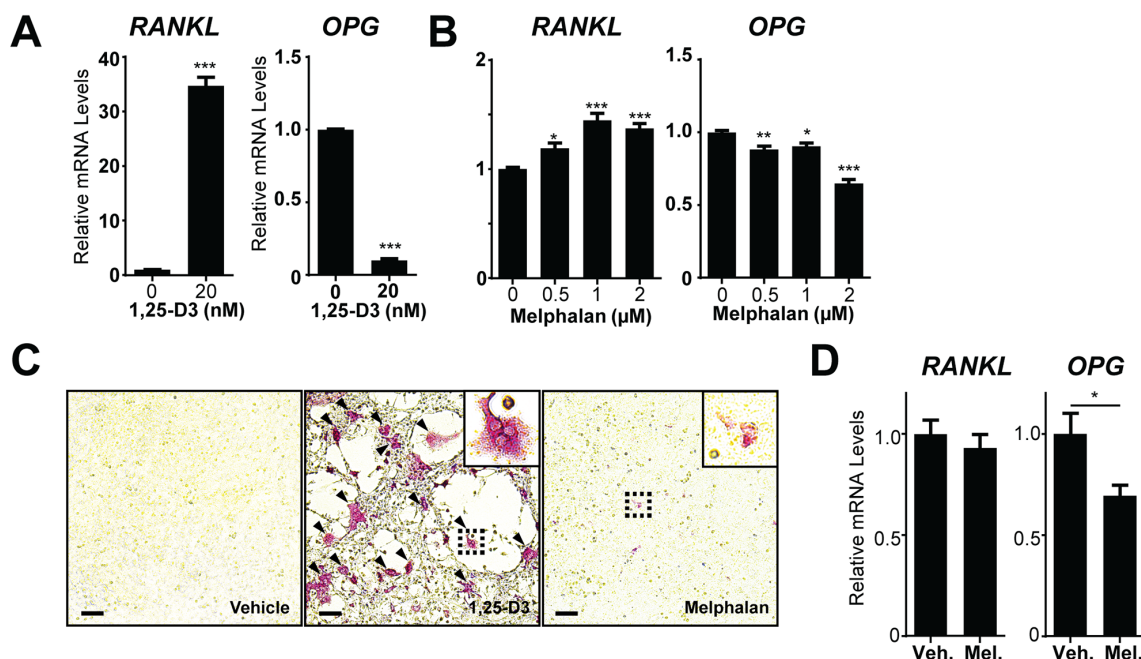 A
RANKL
OPG
B
RANKL
OPG
Relative mRNA Levels
40
30
20
10
0
***
0
20
1,25-D3 (nM)
Relative mRNA Levels
1.5
1.0
0.5
0
***
0
20
1,25-D3 (nM)
2
1
0
*
***
***
0
0.5
1
2
Melphalan (µM)
1.5
1.0
0.5
0
**
*
***
0
0.5
1
2
Melphalan (µM)
C
Vehicle
1,25-D3
Melphalan
D
RANKL
OPG
Relative mRNA Levels
1.0
0.5
0
Veh.
Mel.
1.0
0.5
0
*
Veh.
Mel.